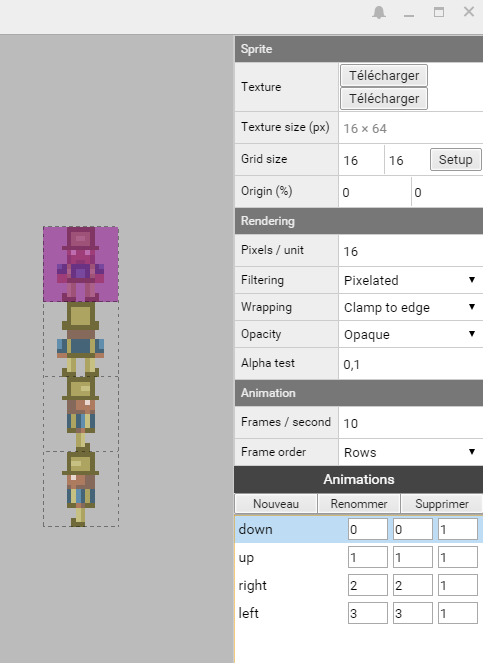 Sprite
Texture
Télécharger
Télécharger
Texture size (px) 16 × 64
Grid size 16 16 Setup
Origin (%) 0 0
Rendering
Pixels / unit 16
Filtering Pixelated
Wrapping Clamp to edge
Opacity Opaque
Alpha test 0,1
Animation
Frames / second 10
Frame order Rows
Animations
Nouveau Renommer Supprimer
down 0 0 1
up 1 1 1
right 2 2 1
left 3 3 1